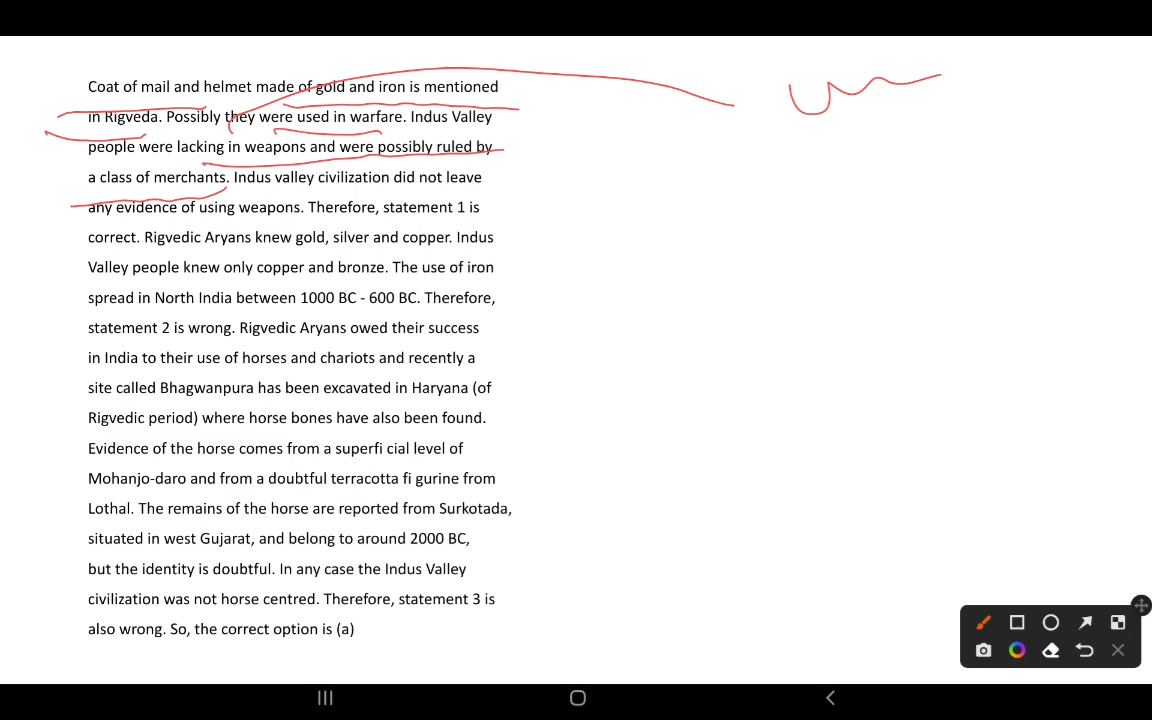 Coat of mail and helmet made of gold and iron is mentioned
in Rigveda. Possibly they were used in warfare. Indus Valley
people were lacking in weapons and were possibly ruled by
a class of merchants. Indus valley civilization did not leave
any evidence of using weapons. Therefore, statement 1 is
correct. Rigvedic Aryans knew gold, silver and copper. Indus
Valley people knew only copper and bronze. The use of iron
spread in North India between 1000 BC - 600 BC. Therefore,
statement 2 is wrong. Rigvedic Aryans owed their success
in India to their use of horses and chariots and recently a
site called Bhagwanpura has been excavated in Haryana (of
Rigvedic period) where horse bones have also been found.
Evidence of the horse comes from a superfi cial level of
Mohanjo-daro and from a doubtful terracotta fi gurine from
Lothal. The remains of the horse are reported from Surkotada,
situated in west Gujarat, and belong to around 2000 BC,
but the identity is doubtful. In any case the Indus Valley
civilization was not horse centred. Therefore, statement 3 is
also wrong. So, the correct option is (a)